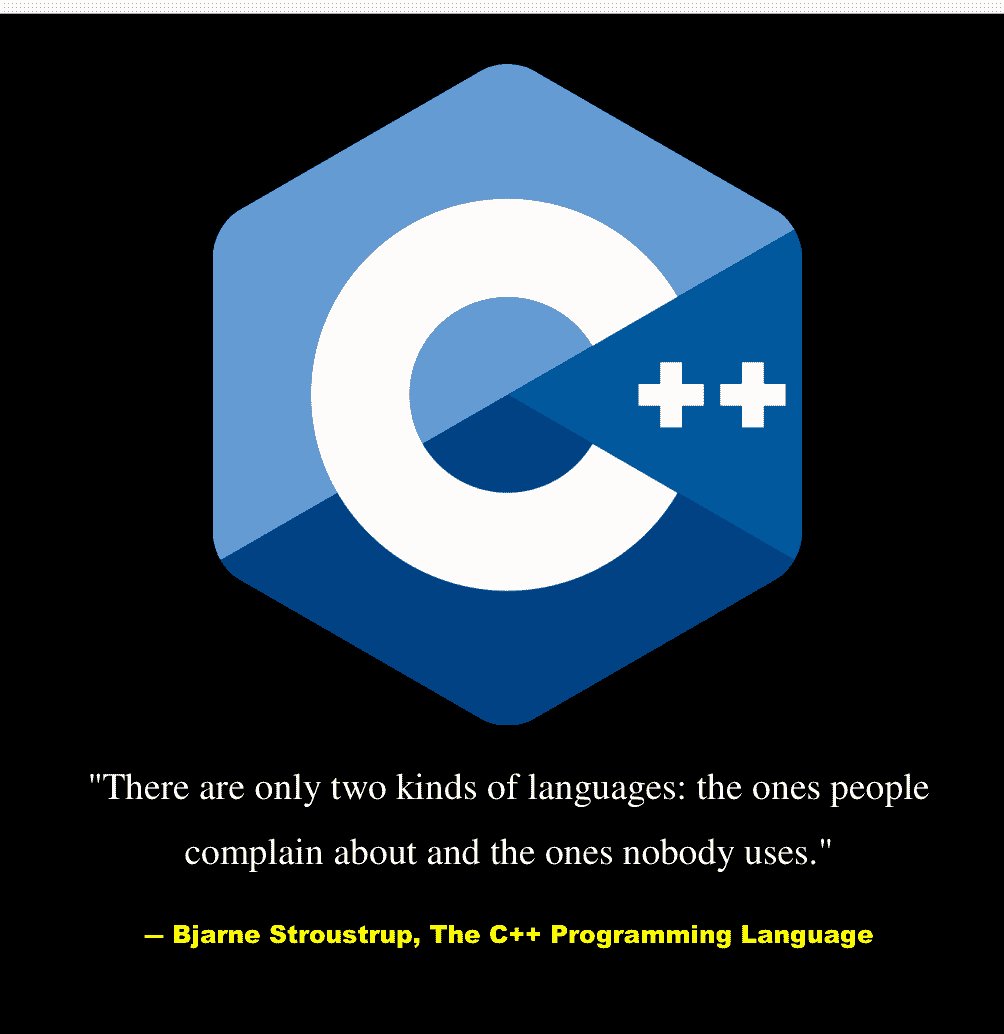 C++
"There are only two kinds of languages: the ones people
complain about and the ones nobody uses."
— Bjarne Stroustrup, The C++ Programming Language